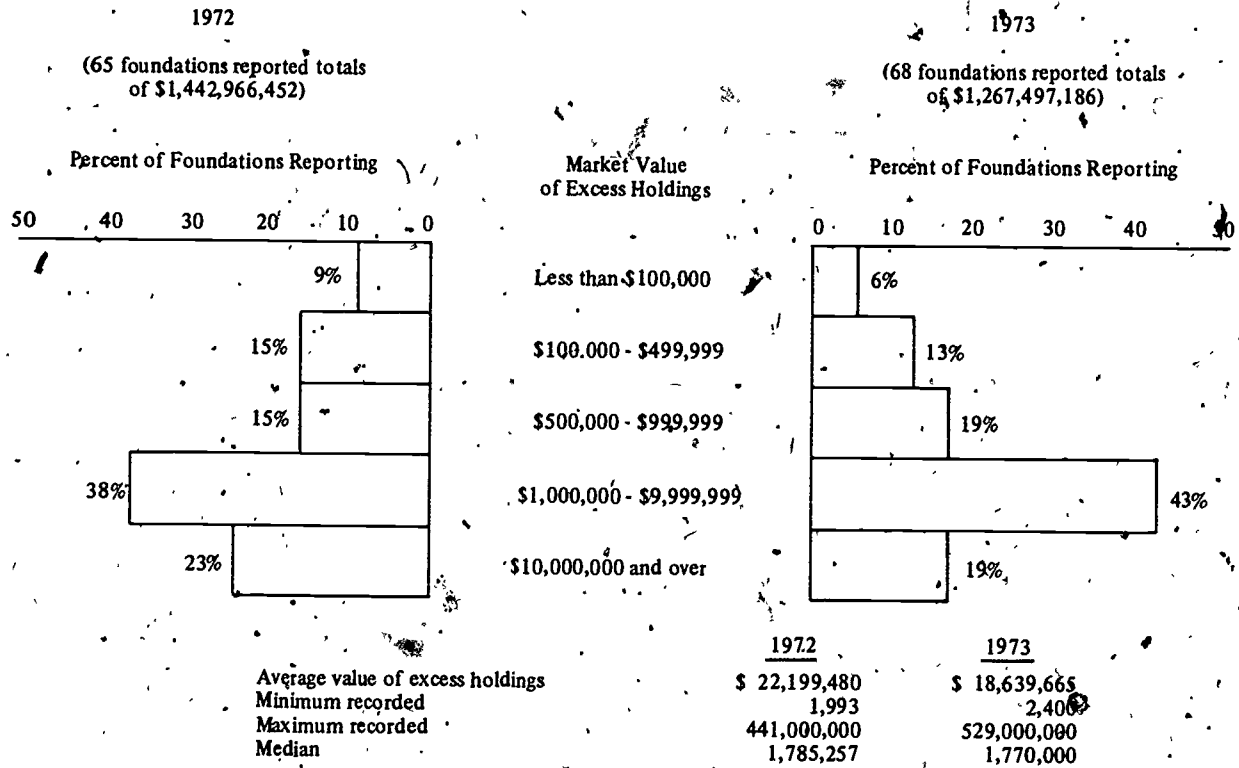 1972
(65 foundations reported totals
of $1,442,966,452)
Percent of Foundations Reporting
50 40 30 20 10 0
9%
15%
15%
38%
23%
Market Value
of Excess Holdings
Less than $100,000
$100.000 - $499,999
$500,000 - $999,999
$1,000,000 - $9,999,999
$10,000,000 and over
1973
(68 foundations reported totals
of $1,267,497,186)
Percent of Foundations Reporting
0 10 20 30 40 50
6%
13%
19%
43%
19%
1972 1973
Average value of excess holdings $ 22,199,480 $ 18,639,665
Minimum recorded 1,993 2,400
Maximum recorded 441,000,000 529,000,000
Median 1,785,257 1,770,000